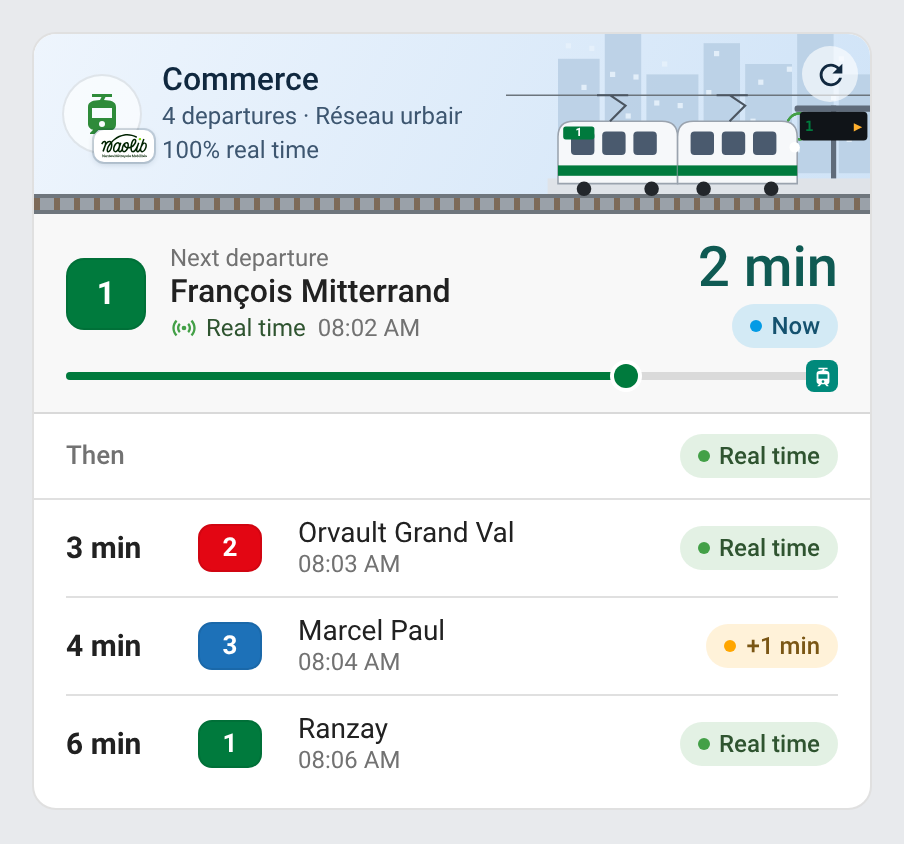 Commerce
4 departures · Réseau urbair
100% real time
naolib
1
1
1
Next departure
François Mitterrand
Real time 08:02 AM
2 min
Now
Then
Real time
3 min
2
Orvault Grand Val
08:03 AM
Real time
4 min
3
Marcel Paul
08:04 AM
+1 min
6 min
1
Ranzay
08:06 AM
Real time